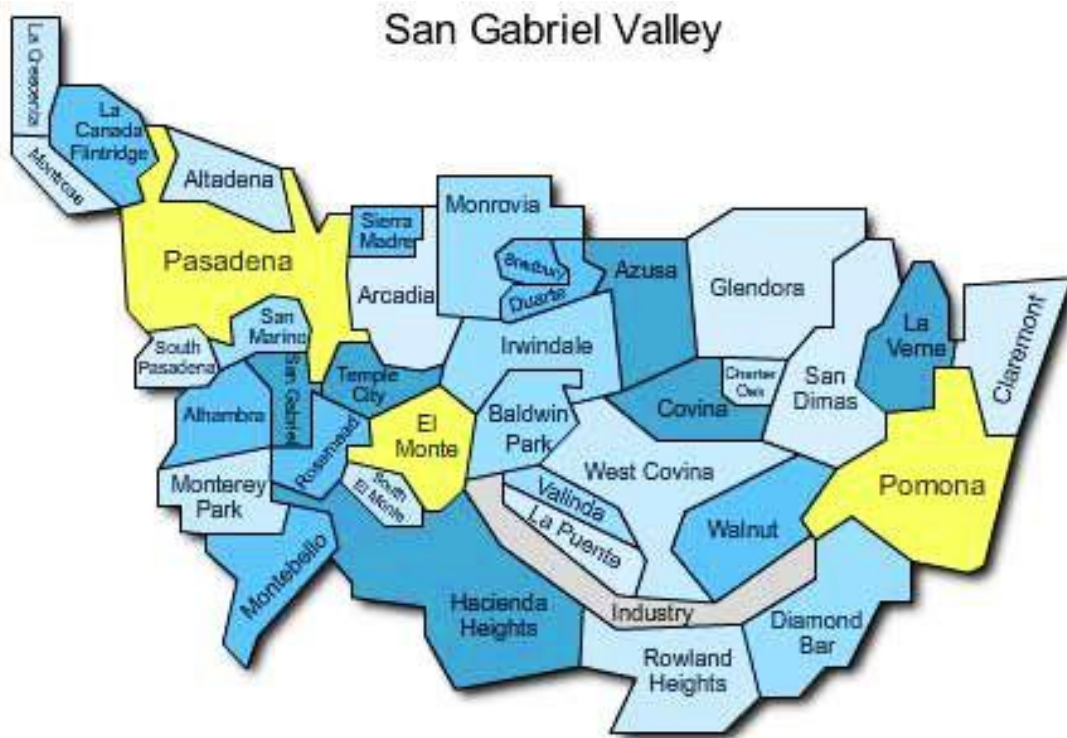 San Gabriel Valley
La Crescenta
La
Canada
Flintridge
Montrose
Altadena
Pasadena
Sierra
Madre
Monrovia
Bradbury
Duarte
Azusa
Glendora
Arcadia
San
Marino
South
Pasadena
Irwindale
La
Verne
Claremont
San Gabriel
Temple
City
Charter
Oak
San
Dimas
Alhambra
Rosemead
El
Monte
Baldwin
Park
Covina
West Covina
Pomona
Monterey
Park
South
El Monte
Valinda
La Puente
Walnut
Montebello
Hacienda
Heights
Industry
Diamond
Bar
Rowland
Heights